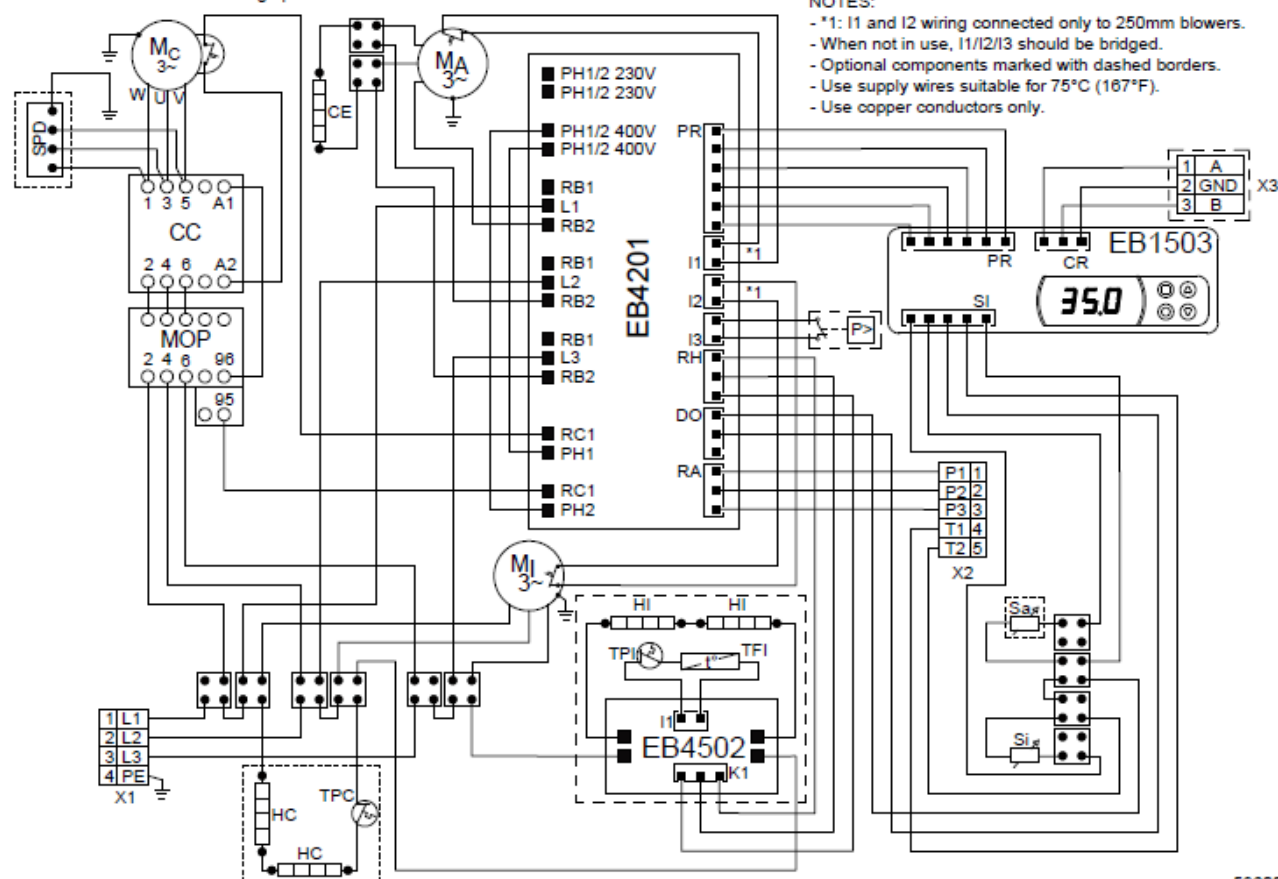 NOTES:
- *1: I1 and I2 wiring connected only to 250mm blowers.
- When not in use, I1/I2/I3 should be bridged.
- Optional components marked with dashed borders.
- Use supply wires suitable for 75°C (167°F).
- Use copper conductors only.
MC
3~
W U V
SPD
1 3 5 A1
CC
2 4 6 A2
MOP
2 4 6 96
95
CE
MA
3~
EB4201
PH1/2 230V
PH1/2 230V
PH1/2 400V
PH1/2 400V
RB1
L1
RB2
RB1
L2
RB2
RB1
L3
RB2
RC1
PH1
RC1
PH2
PR
I1
*1
I2
*1
I3
RH
DO
RA
P>
1 A
2 GND
3 B
X3
EB1503
PR
CR
SI
35.0
P1 1
P2 2
P3 3
T1 4
T2 5
X2
Sa
Si
MI
3~
HI
HI
TPI
t°
TFI
I1
EB4502
K1
1 L1
2 L2
3 L3
4 PE
X1
HC
TPC
HC